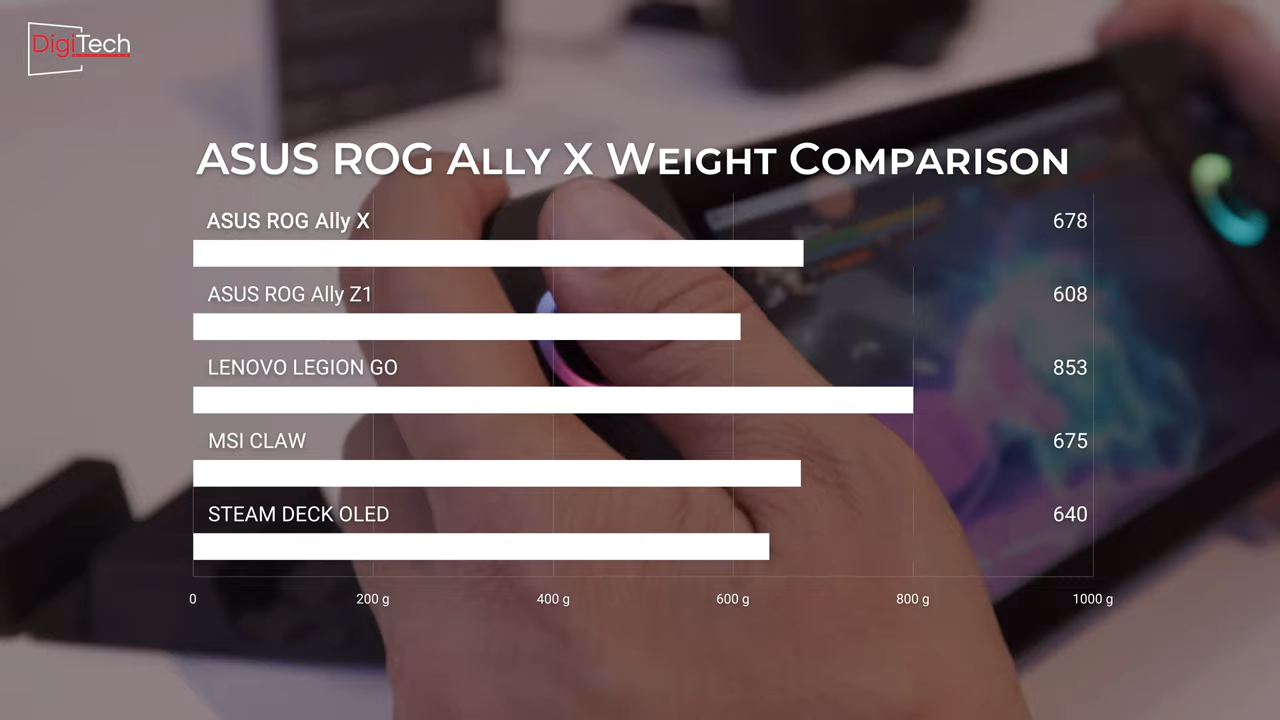 DigiTech
ASUS ROG Ally X Weight Comparison
ASUS ROG Ally X 678
ASUS ROG Ally Z1 608
LENOVO LEGION GO 853
MSI CLAW 675
STEAM DECK OLED 640
0 200 g 400 g 600 g 800 g 1000 g